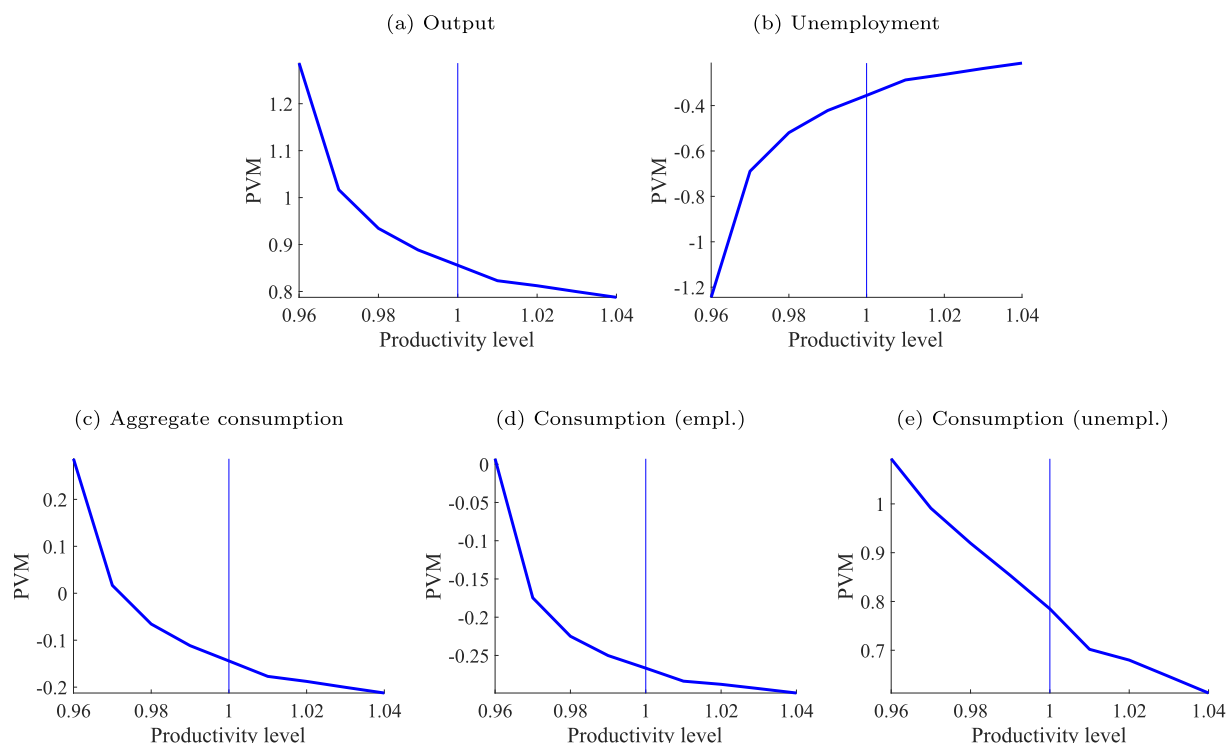 (a) Output
(b) Unemployment
PVM
1.2
1.1
1
0.9
0.8
0.96 0.98 1 1.02 1.04
Productivity level
PVM
-0.4
-0.6
-0.8
-1
-1.2
0.96 0.98 1 1.02 1.04
Productivity level
(c) Aggregate consumption
(d) Consumption (empl.)
(e) Consumption (unempl.)
PVM
0.2
0.1
0
-0.1
-0.2
0.96 0.98 1 1.02 1.04
Productivity level
PVM
0
-0.05
-0.1
-0.15
-0.2
-0.25
0.96 0.98 1 1.02 1.04
Productivity level
PVM
1
0.9
0.8
0.7
0.96 0.98 1 1.02 1.04
Productivity level